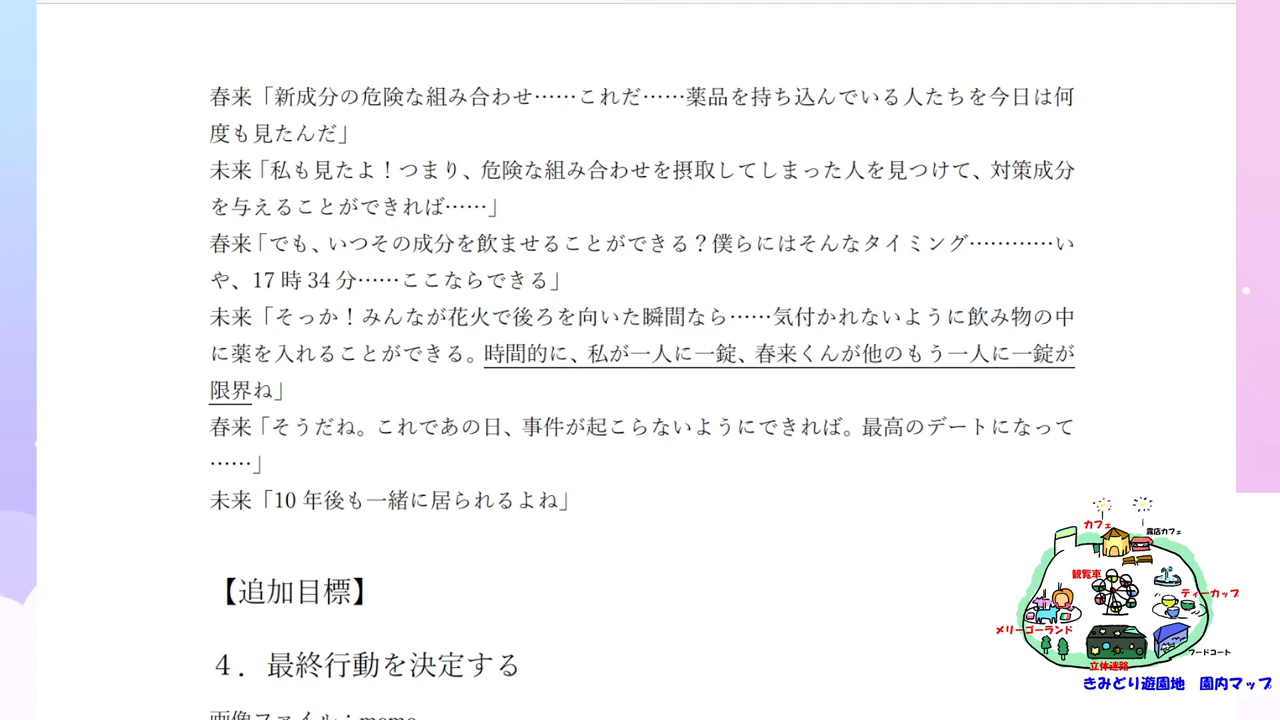 春来「新成分の危険な組み合わせ……これだ……薬品を持ち込んでいる人たちを今日は何
度も見たんだ」
未来「私も見たよ！つまり、危険な組み合わせを摂取してしまった人を見つけて、対策成分
を与えることができれば……」
春来「でも、いつその成分を飲ませることができる？僕らにはそんなタイミング…………い
や、17 時 34 分……ここならできる」
未来「そっか！みんなが花火で後ろを向いた瞬間なら……気付かれないように飲み物の中
に薬を入れることができる。時間的に、私が一人に一錠、春来くんが他のもう一人に一錠が
限界ね」
春来「そうだね。これであの日、事件が起こらないようにできれば。最高のデートになって
……」
未来「10 年後も一緒に居られるよね」
【追加目標】
４．最終行動を決定する
画像ファイル：memo
カフェ
露店カフェ
観覧車
ティーカップ
メリーゴーランド
フードコート
立体迷路
きみどり遊園地 園内マップ